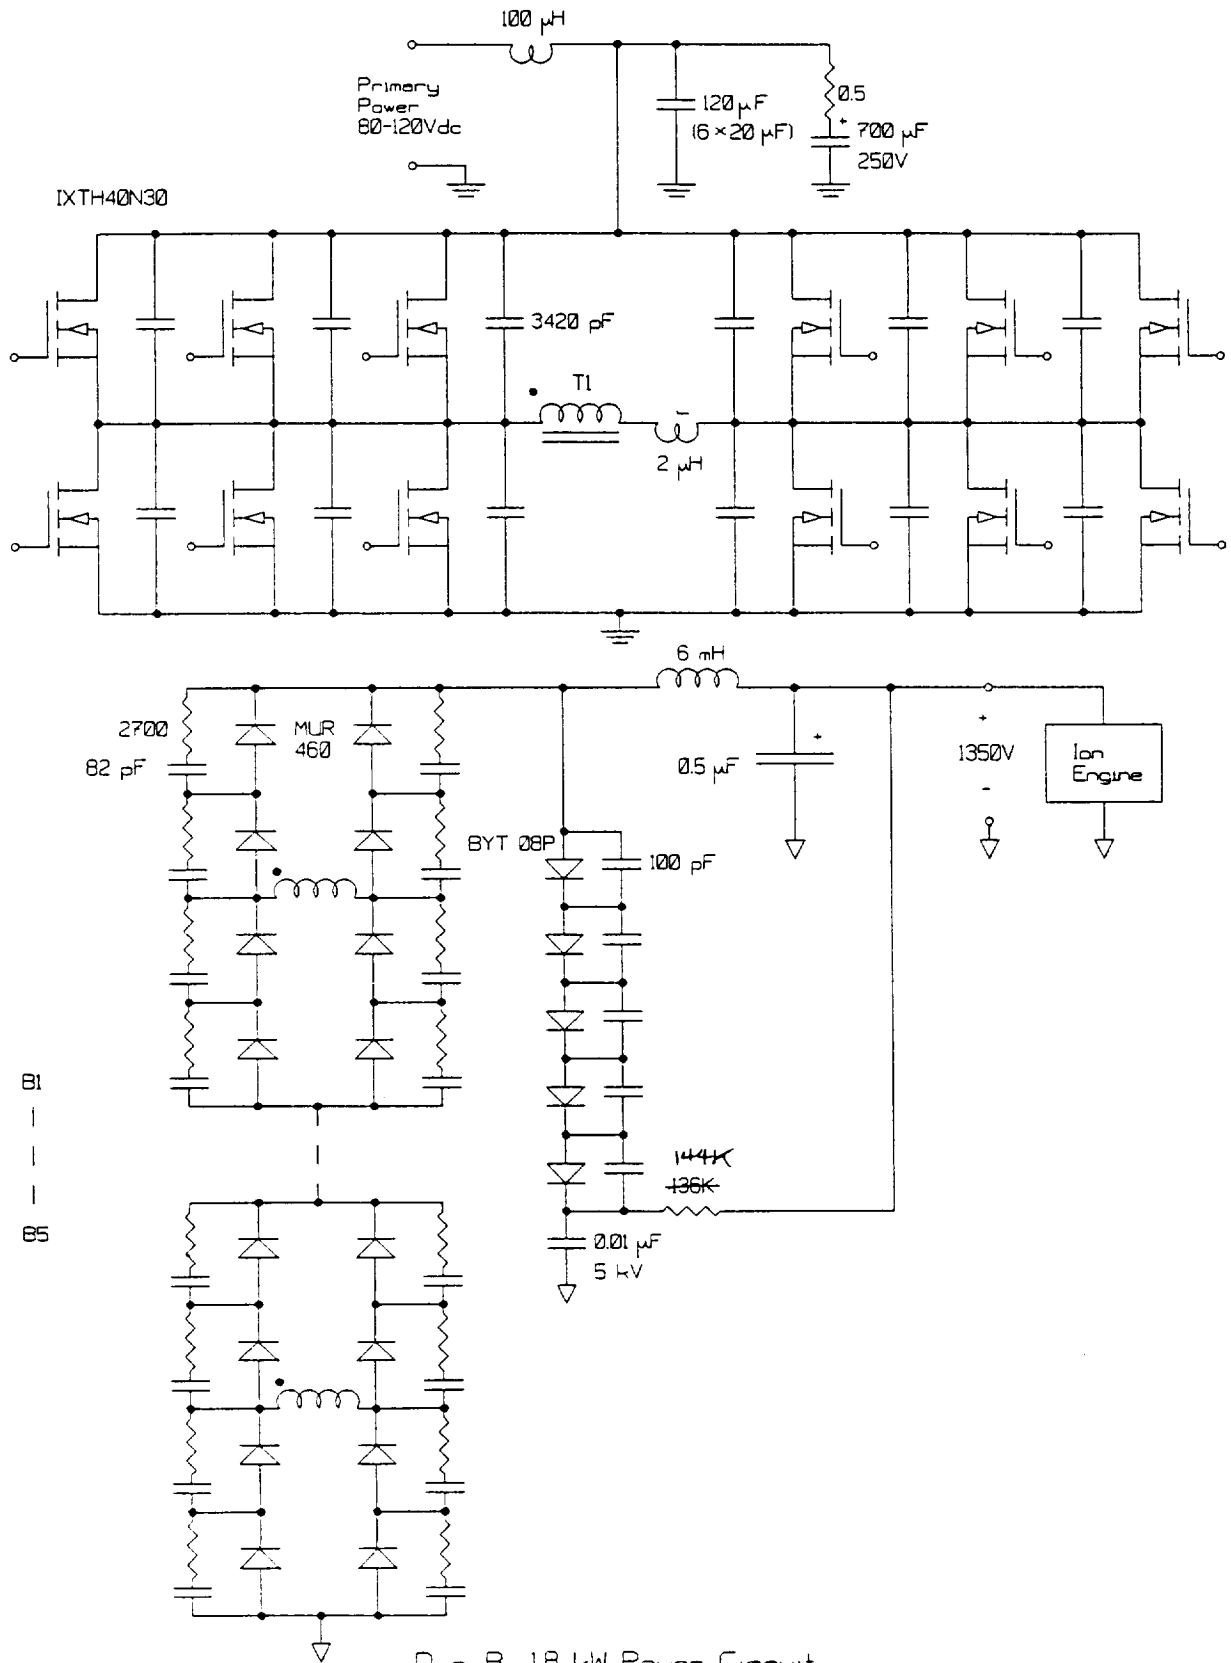 100 μH
Primary
Power
80-120Vdc
120 μF
(6×20 μF)
0.5
+
700 μF
250V
IXTH40N30
3420 pF
T1
2 μH
6 mH
2700
82 pF
MUR
460
0.5 μF
+
+
1350V
-
Ion
Engine
BYT 08P
100 pF
B1
B5
144K
136K
0.01 μF
5 kV